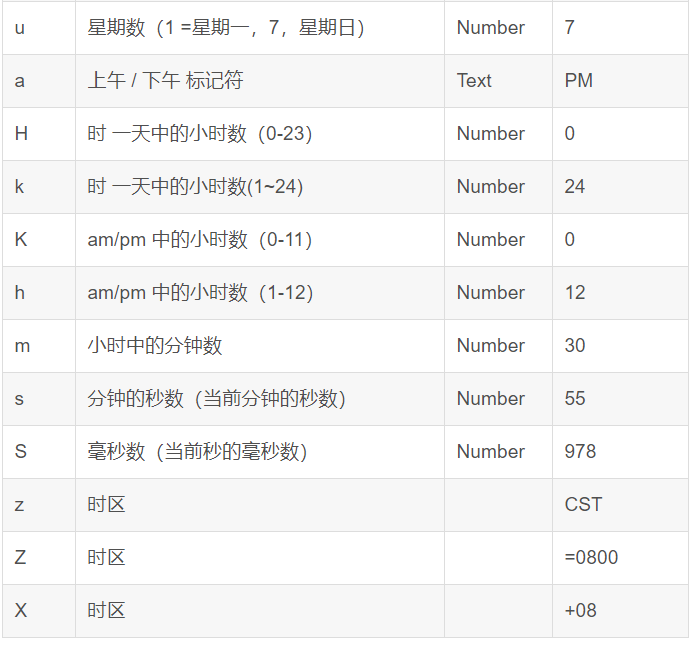 u 星期数（1 =星期一，7，星期日） Number 7
a 上午 / 下午 标记符 Text PM
H 时 一天中的小时数（0-23） Number 0
k 时 一天中的小时数(1~24) Number 24
K am/pm 中的小时数（0-11） Number 0
h am/pm 中的小时数（1-12） Number 12
m 小时中的分钟数 Number 30
s 分钟的秒数（当前分钟的秒数） Number 55
S 毫秒数（当前秒的毫秒数） Number 978
z 时区 CST
Z 时区 =0800
X 时区 +08